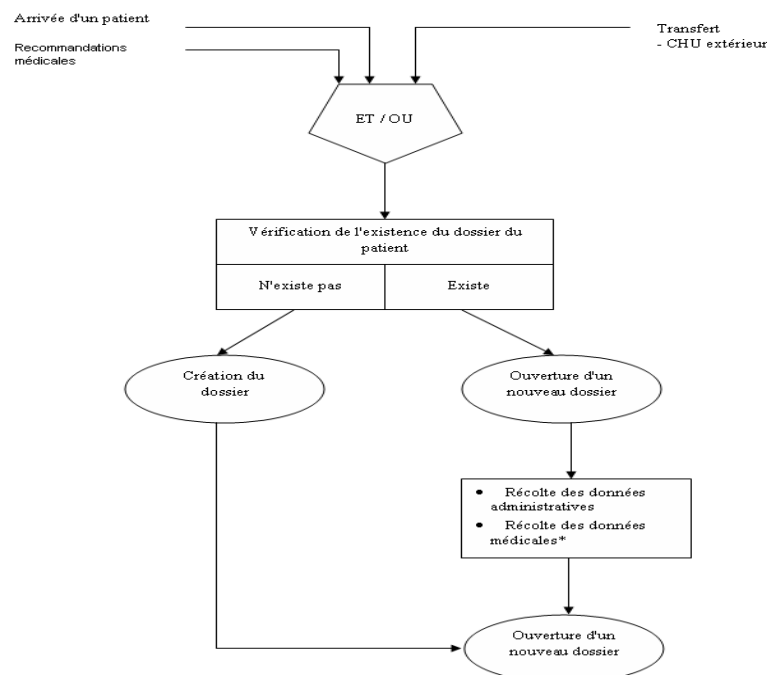 Arrivée d'un patient
Recommandations
médicales
Transfert
- CHU extérieur
ET / OU
Vérification de l'existence du dossier du
patient
N'existe pas
Existe
Création du
dossier
Ouverture d'un
nouveau dossier
• Récolte des données
administratives
• Récolte des données
médicales*
Ouverture d'un
nouveau dossier